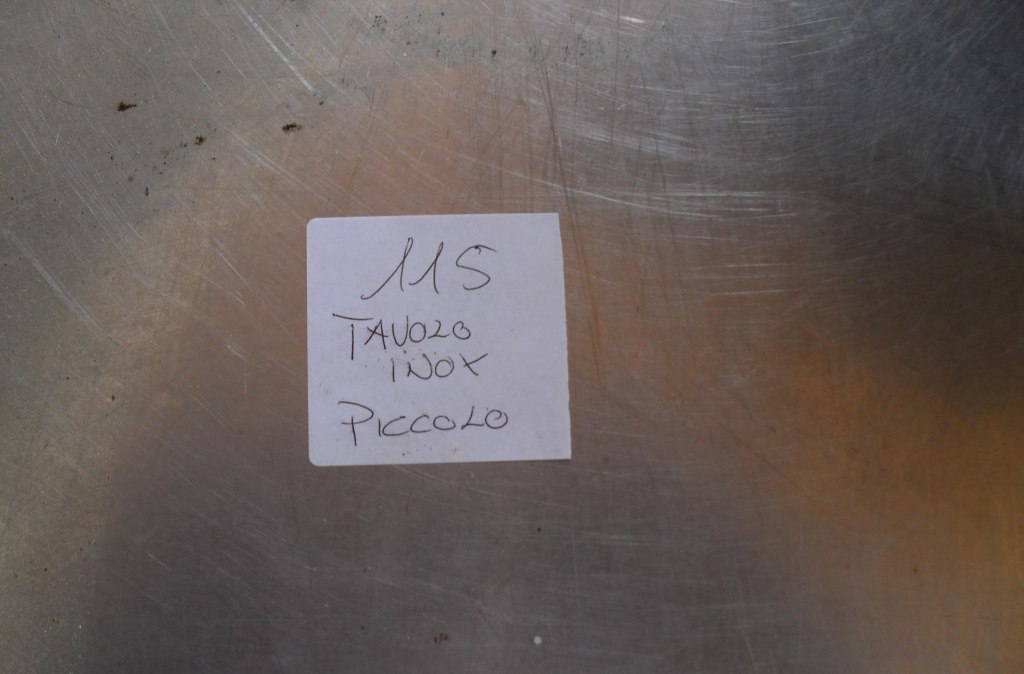 115
TAVOLO
INOX
PICCOLO